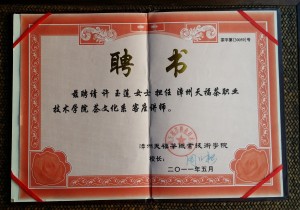 聘 书
兹聘请 许玉莲 女士 担任 漳州天福茶职业
技术学院 茶文化系 客座讲师。
漳州天福茶职业技术学院
校长：
二〇一一年五月